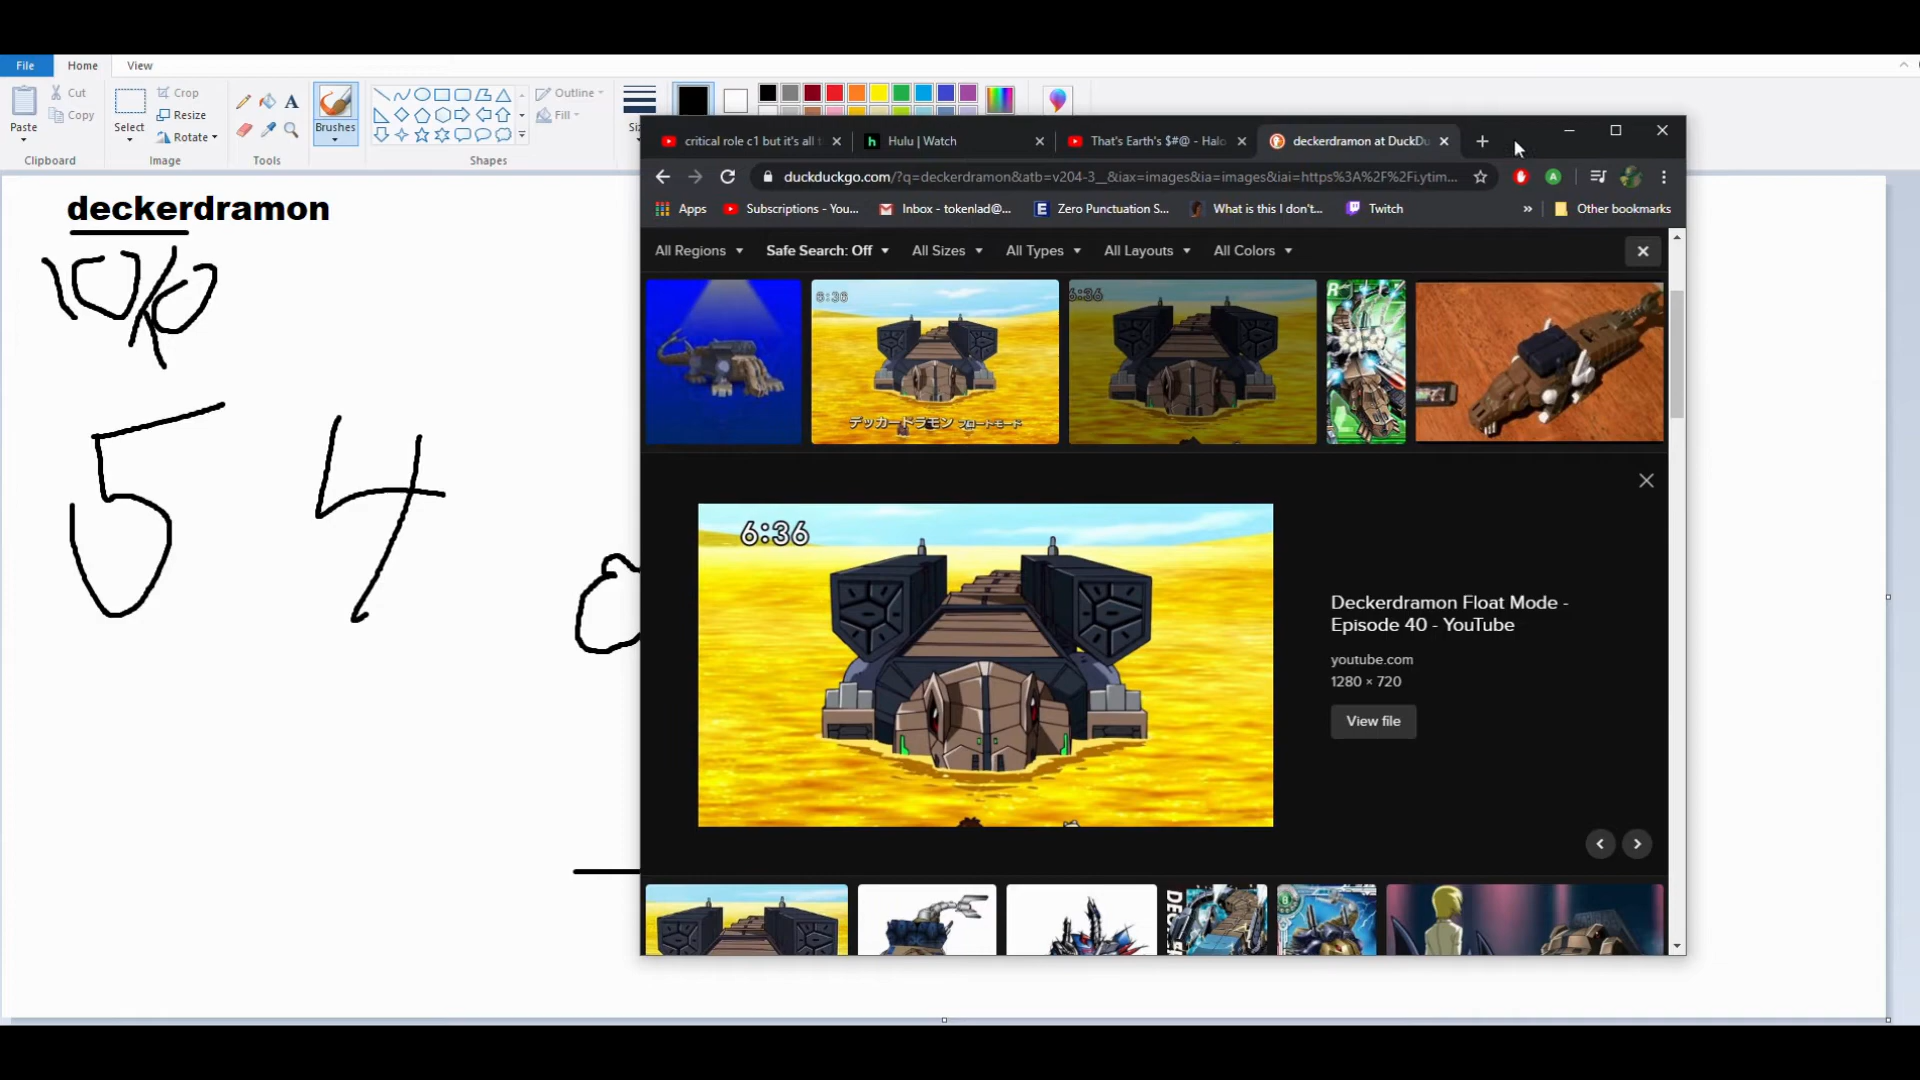 File Home View
Paste
Cut
Copy
Clipboard
Select
Crop
Resize
Rotate
Image
Tools
Brushes
Shapes
Outline
Fill
deckerdramon
5 4
critical role c1 but it's all t
Hulu | Watch
That's Earth's $#@ - Halo
deckerdramon at DuckDu
duckduckgo.com/?q=deckerdramon&atb=v204-3__&iax=images&ia=images&iai=https%3A%2F%2Fi.ytim...
Apps
Subscriptions - You...
Inbox - tokenlad@...
Zero Punctuation S...
What is this I don't...
Twitch
»
Other bookmarks
All Regions
Safe Search: Off
All Sizes
All Types
All Layouts
All Colors
6:36
デッカードラモン フロートモード
6:36
R
6:36
Deckerdramon Float Mode -
Episode 40 - YouTube
youtube.com
1280 × 720
View file